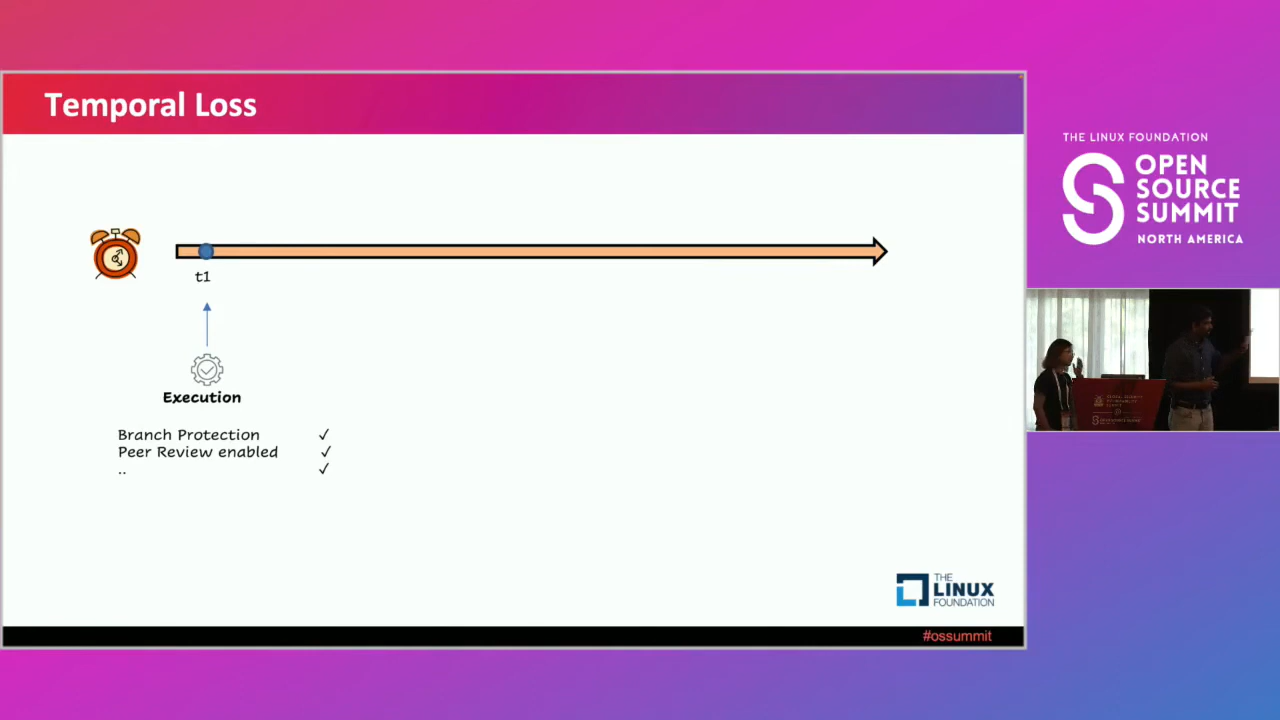 Temporal Loss
t1
Execution
Branch Protection ✓
Peer Review enabled ✓
.. ✓
THE
LINUX
FOUNDATION
#ossummit
THE LINUX FOUNDATION
OPEN
SOURCE
SUMMIT
NORTH AMERICA